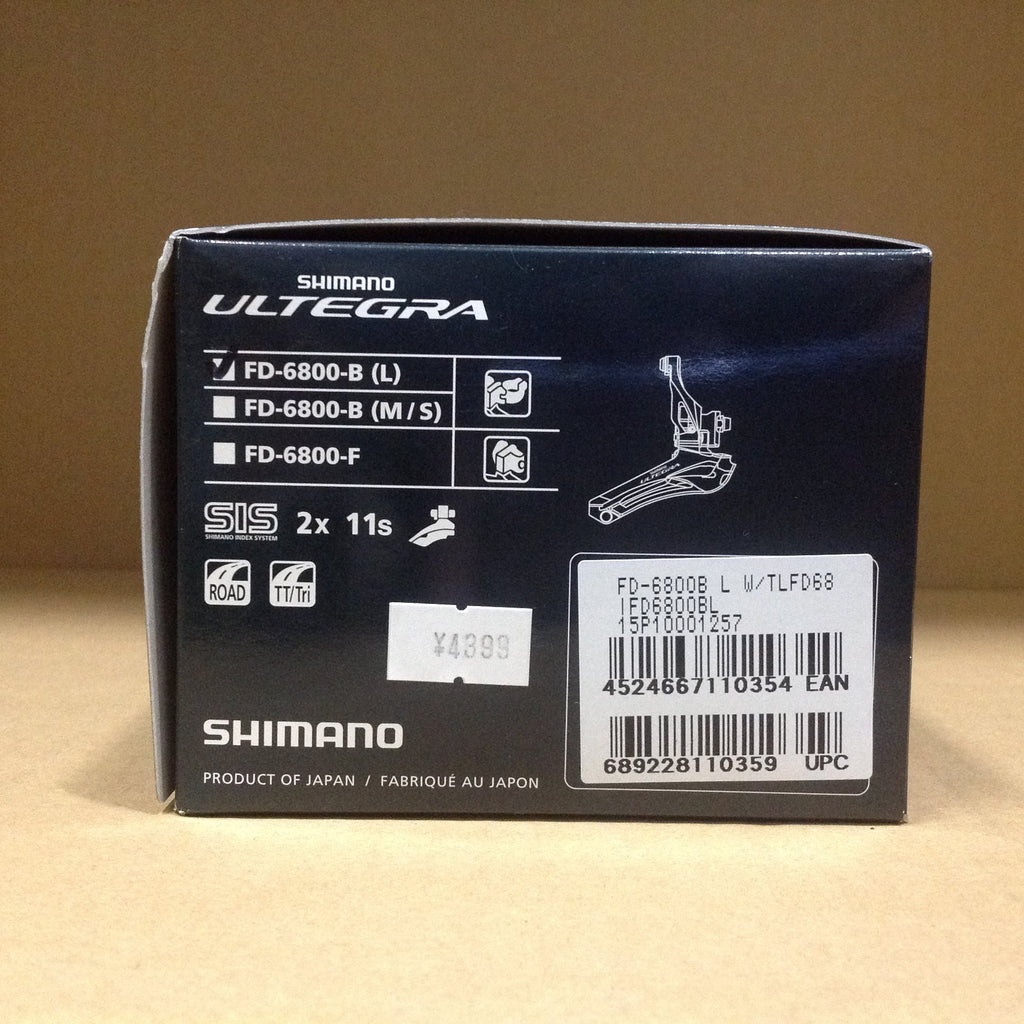 SHIMANO
ULTEGRA
FD-6800-B (L)
FD-6800-B (M/S)
FD-6800-F
SIS 2x 11s
SHIMANO INDEX SYSTEM
ROAD TT/Tri
¥4399
SHIMANO
PRODUCT OF JAPAN / FABRIQUÉ AU JAPON
ULTEGRA
FD-6800B L W/TLFD68
IFD6800BL
15P10001257
4524667110354 EAN
689228110359 UPC